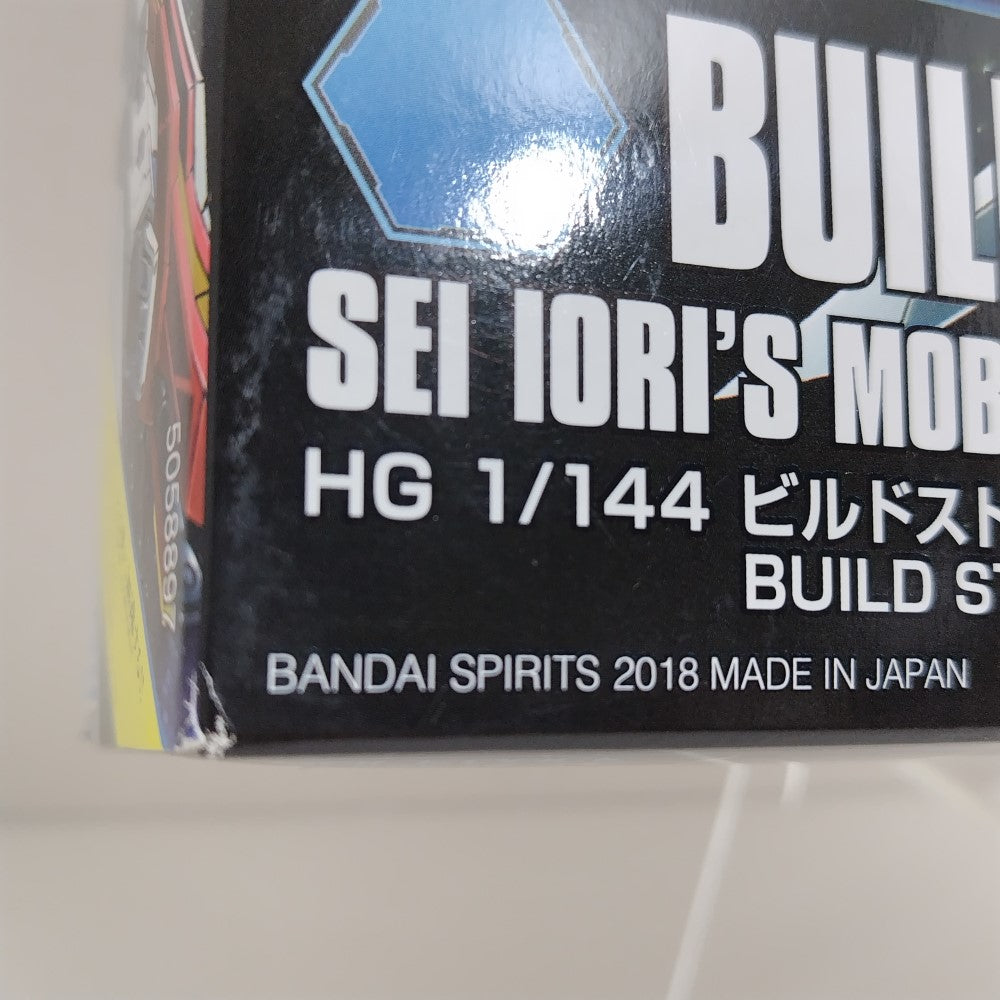 BUIL
SEI IORI'S MOB
HG 1/144 ビルドスト
BUILD ST
BANDAI SPIRITS 2018 MADE IN JAPAN
5058897